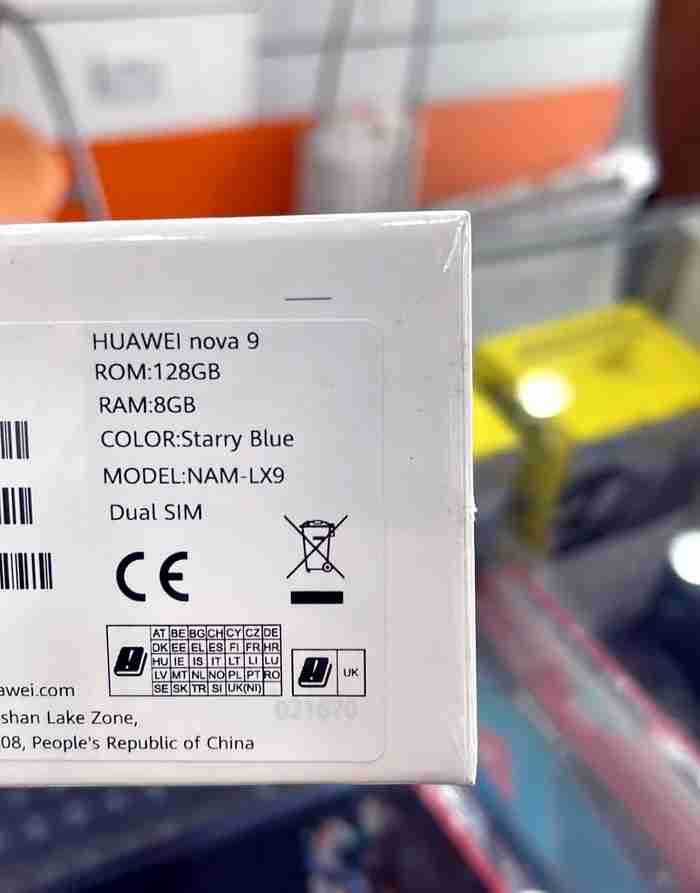 HUAWEI nova 9
ROM:128GB
RAM:8GB
COLOR:Starry Blue
MODEL:NAM-LX9
Dual SIM
CE
AT BE BG CH CY CZ DE
DK EE EL ES FI FR HR
HU IE IS IT LT LI LU
LV MT NL NO PL PT RO
SE SK TR SI UK(NI)
UK
021670
awei.com
shan Lake Zone,
08, People's Republic of China